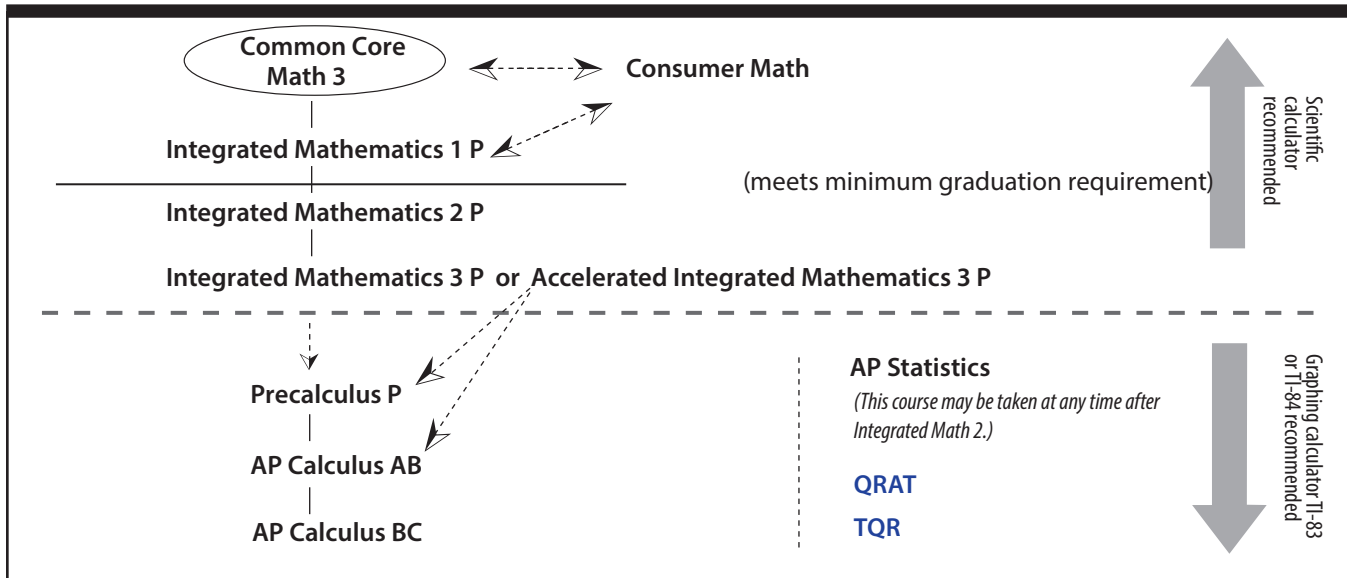 Common Core
Math 3
Consumer Math
Integrated Mathematics 1 P
(meets minimum graduation requirement)
Scientific
calculator
recommended
Integrated Mathematics 2 P
Integrated Mathematics 3 P or Accelerated Integrated Mathematics 3 P
Precalculus P
AP Calculus AB
AP Calculus BC
AP Statistics
(This course may be taken at any time after
Integrated Math 2.)
QRAT
TQR
Graphing calculator TI-83
or TI-84 recommended